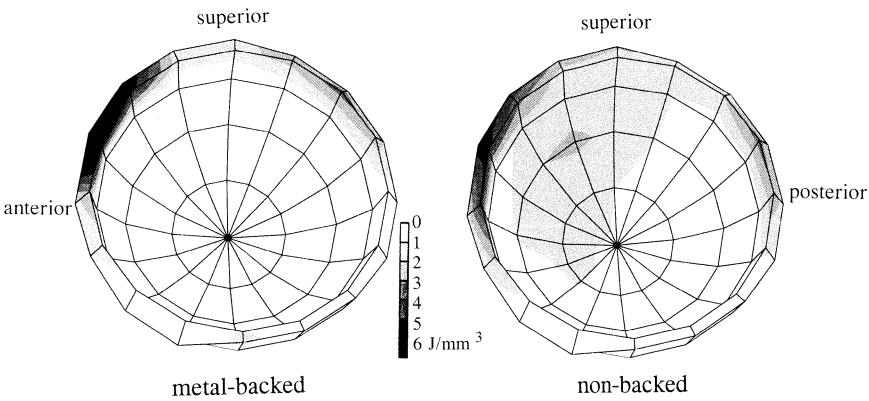 superior
superior
anterior
posterior
0
1
2
3
4
5
6 J/mm 3
metal-backed
non-backed